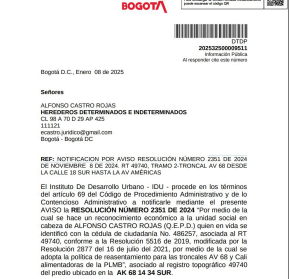 BOGOTÁ
puede escanear el código QR
DTDP
202532500009511
Información Pública
Al responder cite este número
Bogotá D.C., Enero 08 de 2025
Señores
ALFONSO CASTRO ROJAS
HEREDEROS DETERMINADOS E INDETERMINADOS
CL 98 A 70 D 29 AP 425
111121
ecastro.juridico@gmail.com
Bogotá - Bogotá DC
REF: NOTIFICACION POR AVISO RESOLUCIÓN NÚMERO 2351 DE 2024
DE NOVIEMBRE 8 DE 2024. RT 49740, TRAMO 2-TRONCAL AV 68 DESDE
LA CALLE 18 SUR HASTA LA AV AMÉRICAS
El Instituto De Desarrollo Urbano - IDU - procede en los términos
del artículo 69 del Código de Procedimiento Administrativo y de lo
Contencioso Administrativo a notificarle mediante el presente
AVISO la RESOLUCIÓN NÚMERO 2351 DE 2024 “Por medio de la
cual se hace un reconocimiento económico a la unidad social en
cabeza de ALFONSO CASTRO ROJAS (Q.E.P.D.) quien en vida se
identificó con la cédula de ciudadanía No. 486257, asociada al RT
49740, conforme a la Resolución 5516 de 2019, modificada por la
Resolución 2877 del 16 de julio del 2021, por medio de la cual se
adoptó la política de reasentamiento para las troncales AV 68 y Cali
alimentadoras de la PLMB”, asociado al registro topográfico 49740
del predio ubicado en la AK 68 14 34 SUR.